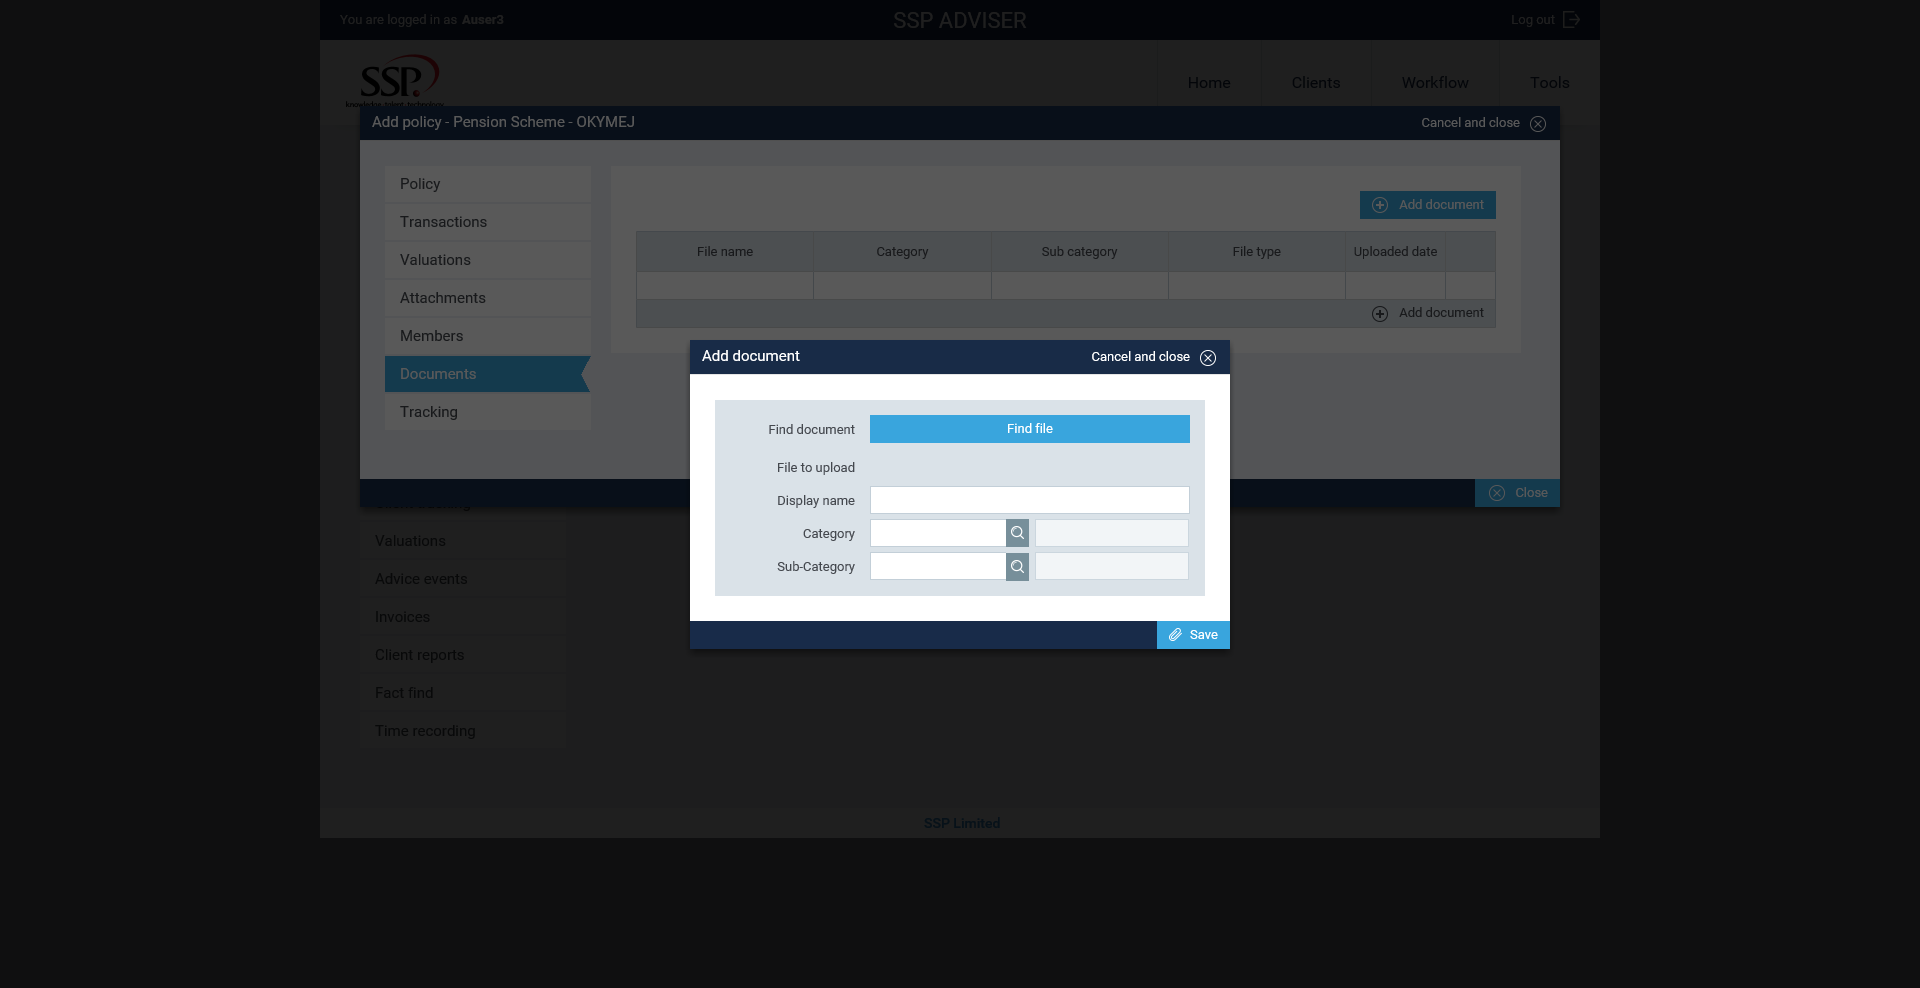 You are logged in as Auser3
SSP ADVISER
Log out
SSP
knowledge. talent. technology.
Home
Clients
Workflow
Tools
Add policy - Pension Scheme - OKYMEJ
Cancel and close
Policy
Transactions
Valuations
Attachments
Members
Documents
Tracking
Add document
File name
Category
Sub category
File type
Uploaded date
Add document
Add document
Cancel and close
Find document
Find file
File to upload
Display name
Category
Sub-Category
Save
Close
Valuations
Advice events
Invoices
Client reports
Fact find
Time recording
SSP Limited